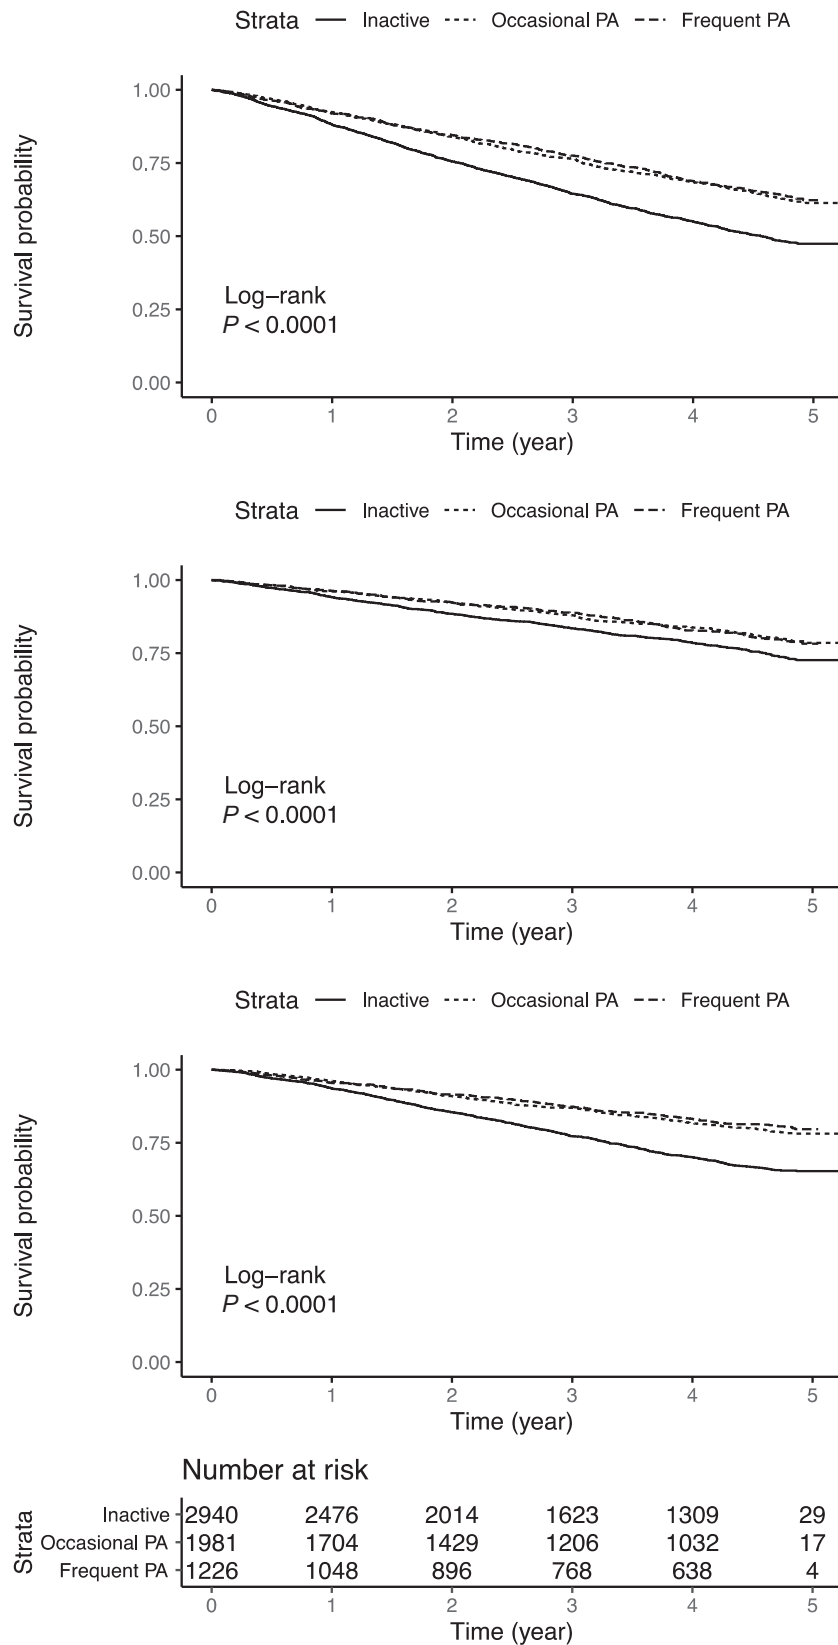 Strata Inactive Occasional PA Frequent PA
Survival probability
1.00
0.75
0.50
0.25
0.00
Log–rank
P < 0.0001
0 1 2 3 4 5
Time (year)
Strata Inactive Occasional PA Frequent PA
Survival probability
1.00
0.75
0.50
0.25
0.00
Log–rank
P < 0.0001
0 1 2 3 4 5
Time (year)
Strata Inactive Occasional PA Frequent PA
Survival probability
1.00
0.75
0.50
0.25
0.00
Log–rank
P < 0.0001
0 1 2 3 4 5
Time (year)
Number at risk
Strata
Inactive 2940 2476 2014 1623 1309 29
Occasional PA 1981 1704 1429 1206 1032 17
Frequent PA 1226 1048 896 768 638 4
0 1 2 3 4 5
Time (year)